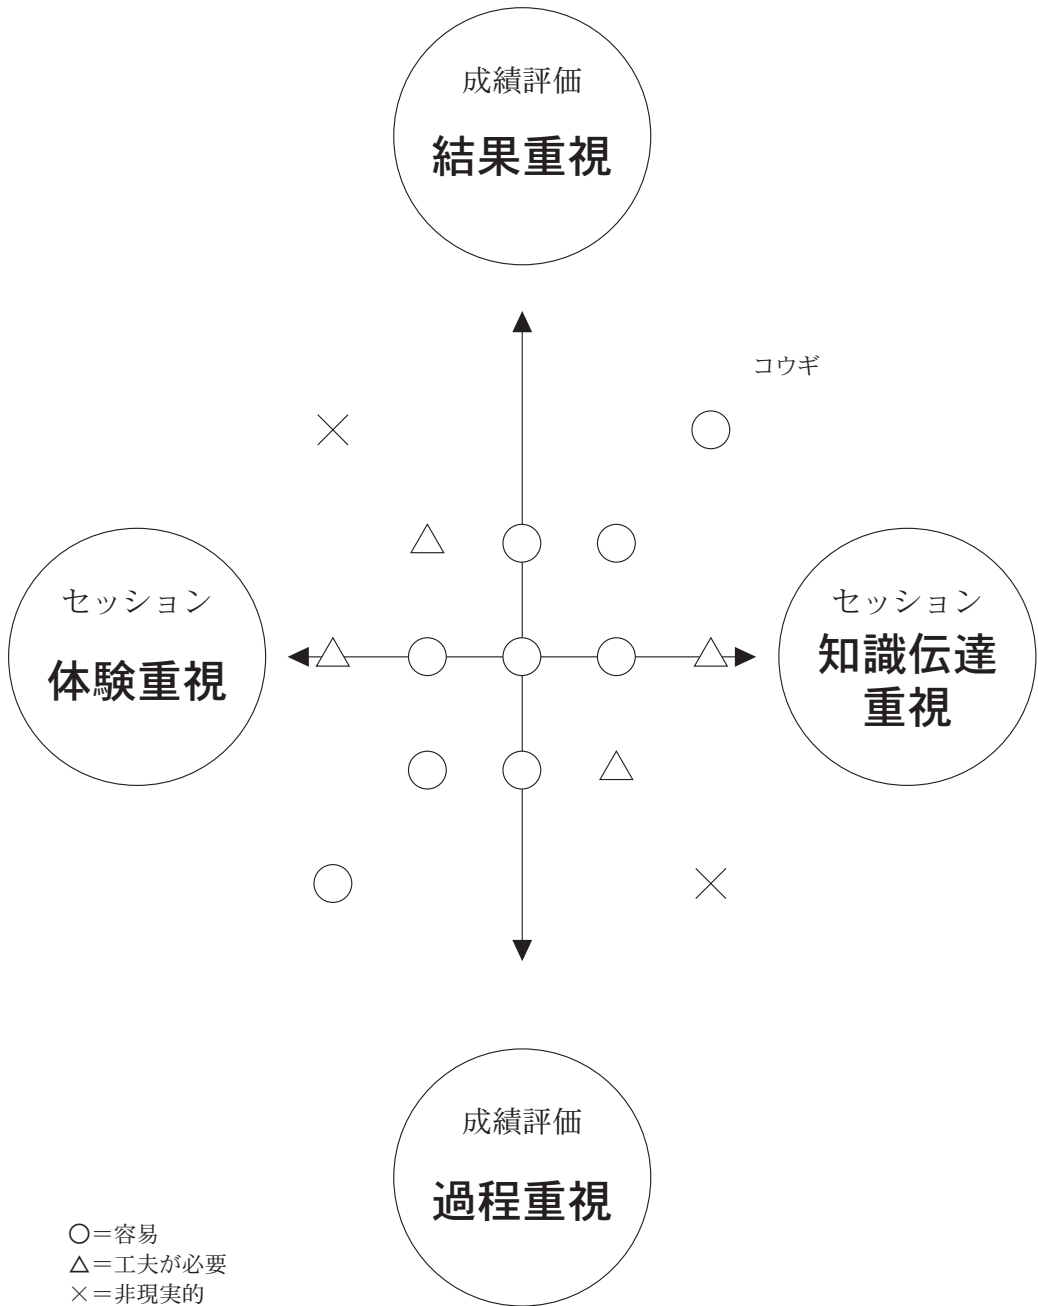 成績評価
結果重視
コウギ
セッション
体験重視
セッション
知識伝達
重視
成績評価
過程重視
○=容易
△=工夫が必要
×=非現実的